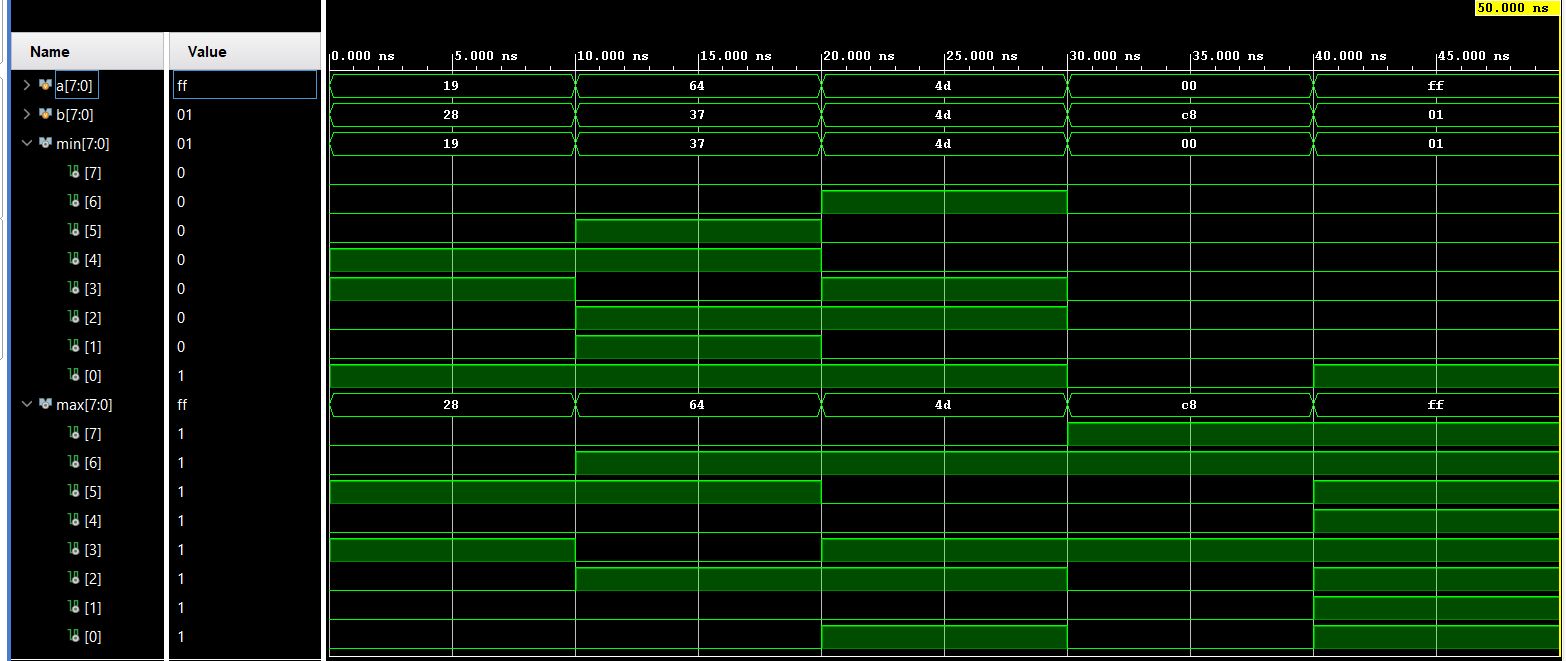 50.000 ns
Name Value
0.000 ns 5.000 ns 10.000 ns 15.000 ns 20.000 ns 25.000 ns 30.000 ns 35.000 ns 40.000 ns 45.000 ns
a[7:0] ff 19 64 4d 00 ff
b[7:0] 01 28 37 4d c8 01
min[7:0] 01 19 37 4d 00 01
[7] 0
[6] 0
[5] 0
[4] 0
[3] 0
[2] 0
[1] 0
[0] 1
max[7:0] ff 28 64 4d c8 ff
[7] 1
[6] 1
[5] 1
[4] 1
[3] 1
[2] 1
[1] 1
[0] 1